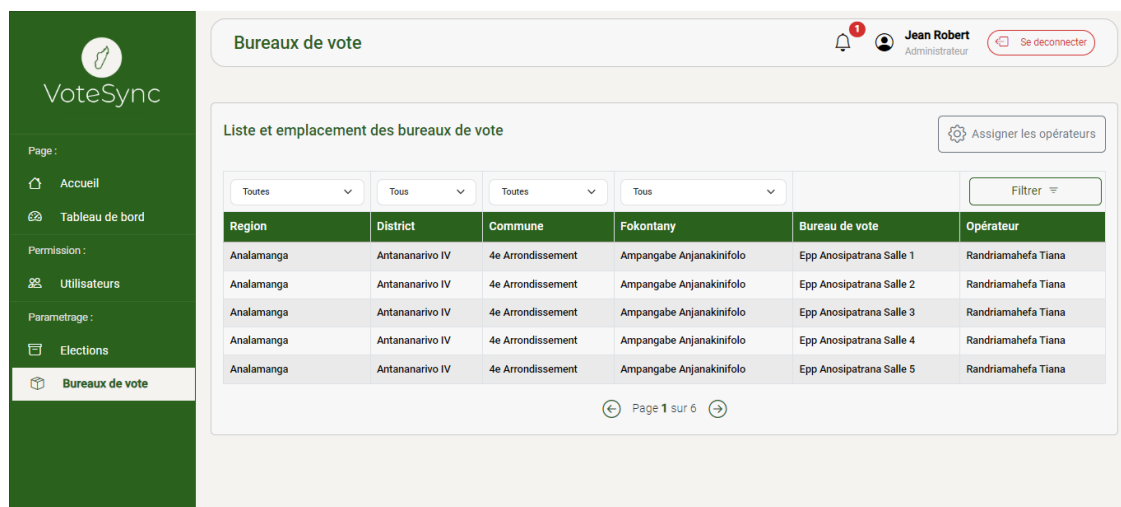 VoteSync
Page :
Accueil
Tableau de bord
Permission :
Utilisateurs
Parametrage :
Elections
Bureaux de vote
Bureaux de vote
1
Jean Robert
Administrateur
Se deconnecter
Liste et emplacement des bureaux de vote
Assigner les opérateurs
Toutes Tous Toutes Tous Filtrer
Region District Commune Fokontany Bureau de vote Opérateur
Analamanga Antananarivo IV 4e Arrondissement Ampangabe Anjanakinifolo Epp Anosipatrana Salle 1 Randriamahefa Tiana
Analamanga Antananarivo IV 4e Arrondissement Ampangabe Anjanakinifolo Epp Anosipatrana Salle 2 Randriamahefa Tiana
Analamanga Antananarivo IV 4e Arrondissement Ampangabe Anjanakinifolo Epp Anosipatrana Salle 3 Randriamahefa Tiana
Analamanga Antananarivo IV 4e Arrondissement Ampangabe Anjanakinifolo Epp Anosipatrana Salle 4 Randriamahefa Tiana
Analamanga Antananarivo IV 4e Arrondissement Ampangabe Anjanakinifolo Epp Anosipatrana Salle 5 Randriamahefa Tiana
Page 1 sur 6